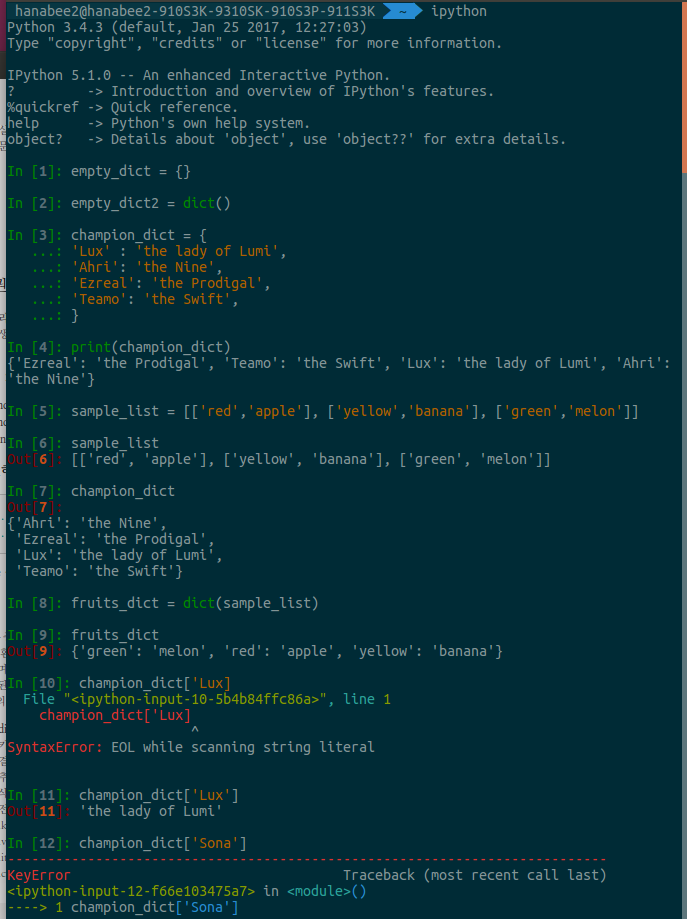 hanabee2@hanabee2-910S3K-9310SK-910S3P-911S3K ~ ipython
Python 3.4.3 (default, Jan 25 2017, 12:27:03)
Type "copyright", "credits" or "license" for more information.

IPython 5.1.0 -- An enhanced Interactive Python.
?         -> Introduction and overview of IPython's features.
%quickref -> Quick reference.
help      -> Python's own help system.
object?   -> Details about 'object', use 'object??' for extra details.

In [1]: empty_dict = {}

In [2]: empty_dict2 = dict()

In [3]: champion_dict = {
   ...: 'Lux' : 'the lady of Lumi',
   ...: 'Ahri': 'the Nine',
   ...: 'Ezreal': 'the Prodigal',
   ...: 'Teamo': 'the Swift',
   ...: }

In [4]: print(champion_dict)
{'Ezreal': 'the Prodigal', 'Teamo': 'the Swift', 'Lux': 'the lady of Lumi', 'Ahri':
'the Nine'}

In [5]: sample_list = [['red','apple'], ['yellow','banana'], ['green','melon']]

In [6]: sample_list
Out[6]: [['red', 'apple'], ['yellow', 'banana'], ['green', 'melon']]

In [7]: champion_dict
Out[7]:
{'Ahri': 'the Nine',
 'Ezreal': 'the Prodigal',
 'Lux': 'the lady of Lumi',
 'Teamo': 'the Swift'}

In [8]: fruits_dict = dict(sample_list)

In [9]: fruits_dict
Out[9]: {'green': 'melon', 'red': 'apple', 'yellow': 'banana'}

In [10]: champion_dict['Lux]
  File "<ipython-input-10-5b4b84ffc86a>", line 1
    champion_dict['Lux]
                       ^
SyntaxError: EOL while scanning string literal

In [11]: champion_dict['Lux']
Out[11]: 'the lady of Lumi'

In [12]: champion_dict['Sona']
---------------------------------------------------------------------------
KeyError                                  Traceback (most recent call last)
<ipython-input-12-f66e103475a7> in <module>()
----> 1 champion_dict['Sona']